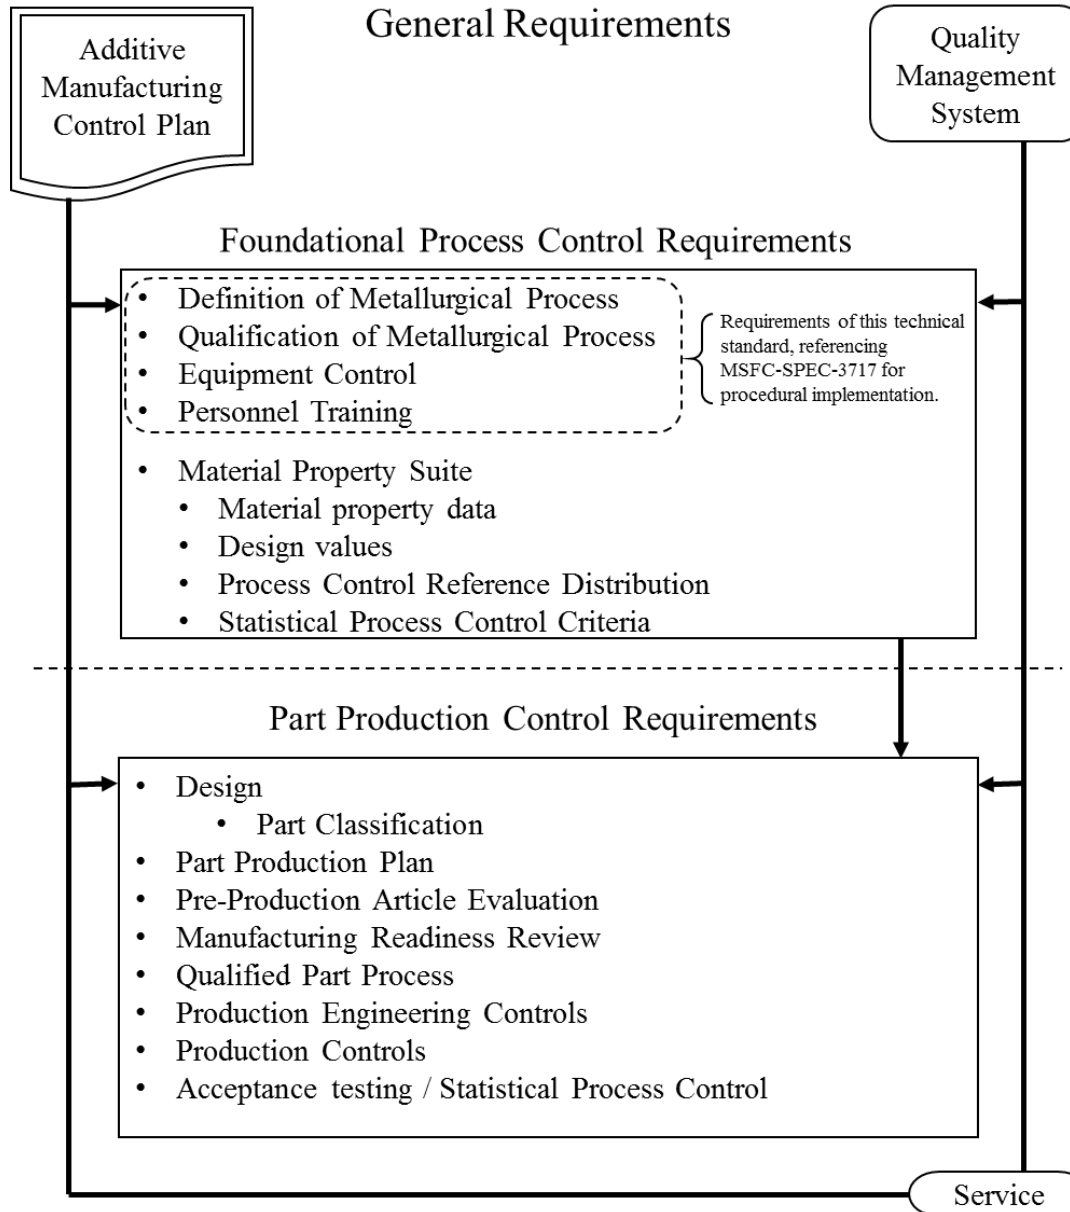 General Requirements
Additive
Manufacturing
Control Plan
Quality
Management
System
Foundational Process Control Requirements
• Definition of Metallurgical Process
• Qualification of Metallurgical Process
• Equipment Control
• Personnel Training
Requirements of this technical
standard, referencing
MSFC-SPEC-3717 for
procedural implementation.
• Material Property Suite
• Material property data
• Design values
• Process Control Reference Distribution
• Statistical Process Control Criteria
Part Production Control Requirements
• Design
• Part Classification
• Part Production Plan
• Pre-Production Article Evaluation
• Manufacturing Readiness Review
• Qualified Part Process
• Production Engineering Controls
• Production Controls
• Acceptance testing / Statistical Process Control
Service